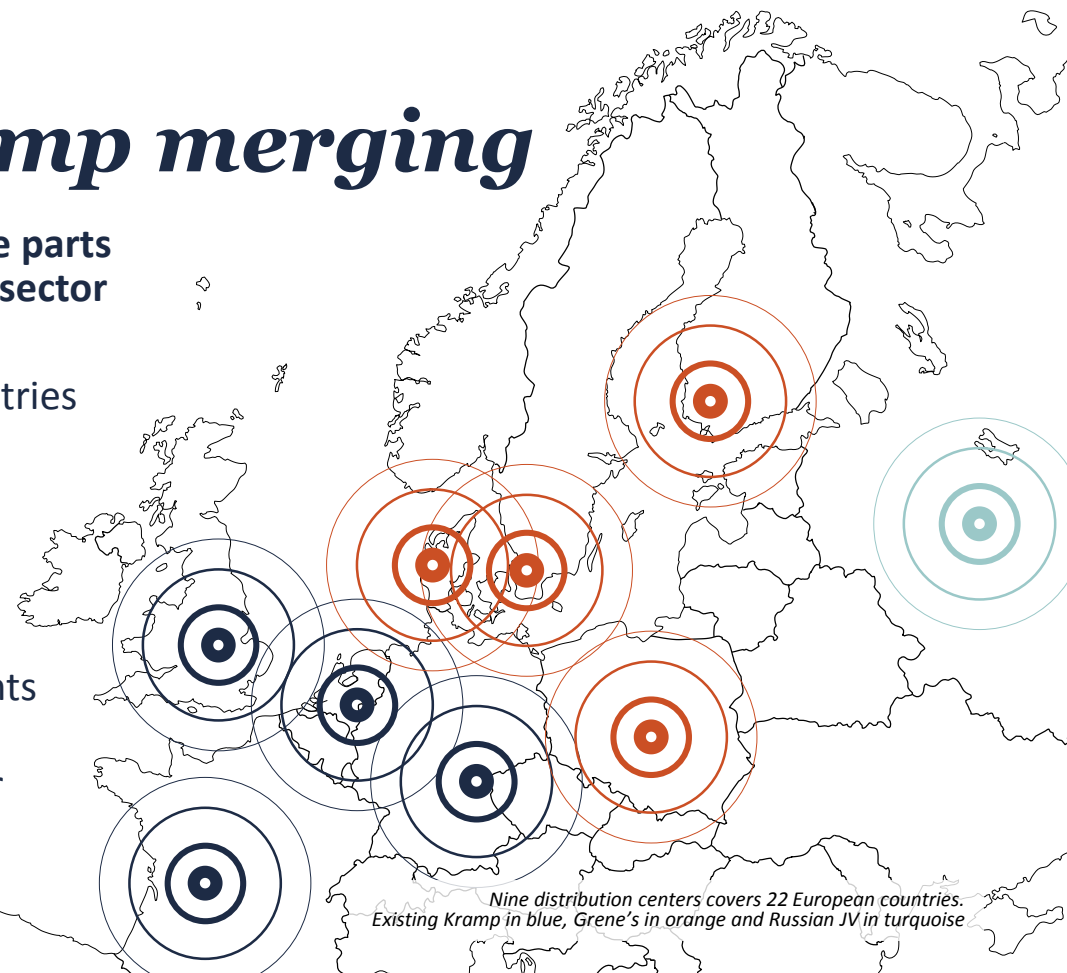 mp merging
e parts
sector
tries
nts
Nine distribution centers covers 22 European countries.
Existing Kramp in blue, Grene's in orange and Russian JV in turquoise